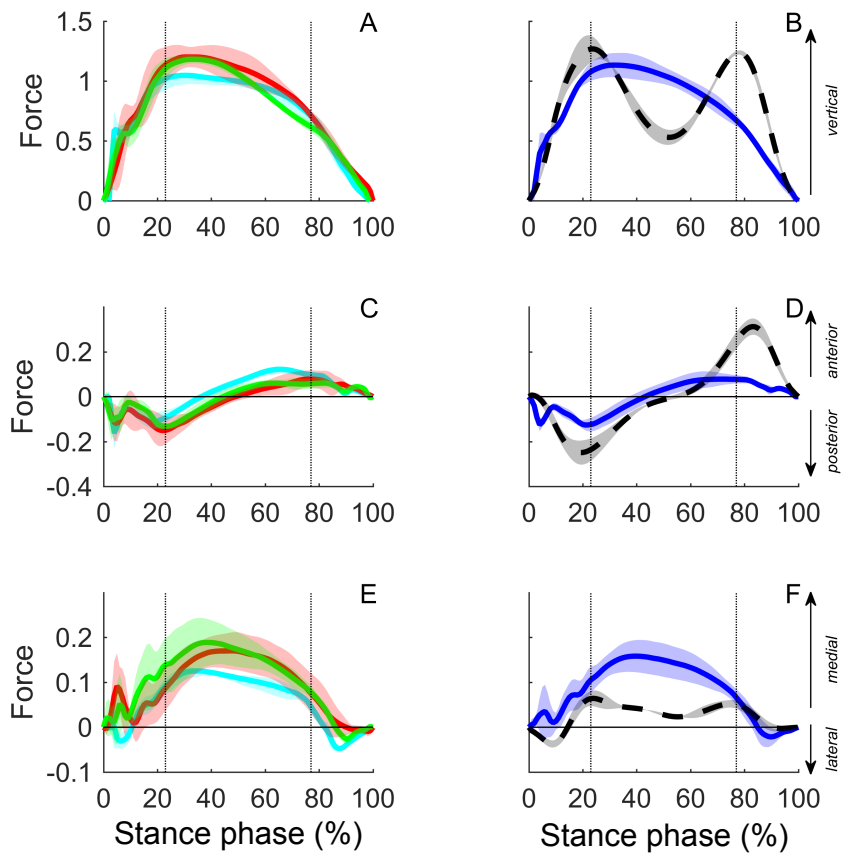 A
1.5
1
0.5
0
Force
0 20 40 60 80 100
B
vertical
0 20 40 60 80 100
C
0.2
0
-0.2
-0.4
Force
0 20 40 60 80 100
D
anterior
posterior
0 20 40 60 80 100
E
0.2
0.1
0
-0.1
Force
0 20 40 60 80 100
Stance phase (%)
F
medial
lateral
0 20 40 60 80 100
Stance phase (%)